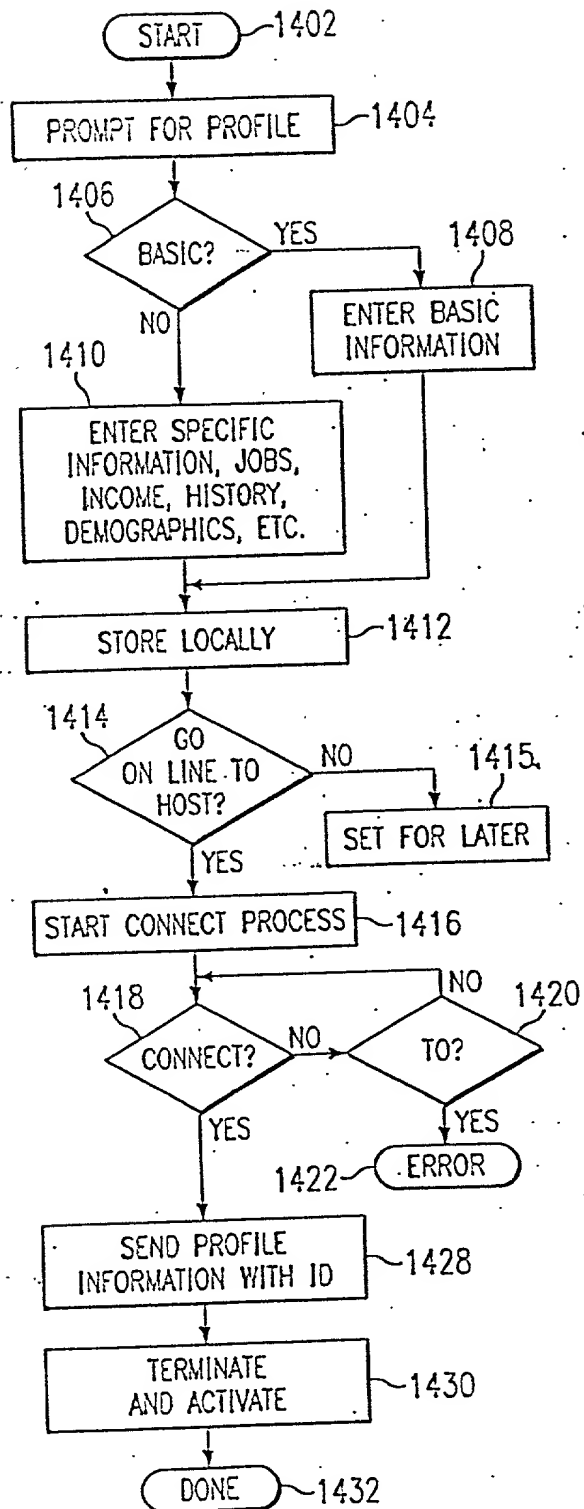 START
1402
PROMPT FOR PROFILE
1404
1406
BASIC?
YES
1408
NO
ENTER BASIC
INFORMATION
1410
ENTER SPECIFIC
INFORMATION, JOBS,
INCOME, HISTORY,
DEMOGRAPHICS, ETC.
STORE LOCALLY
1412
1414
GO
ON LINE TO
HOST?
NO
1415
SET FOR LATER
YES
START CONNECT PROCESS
1416
1418
CONNECT?
NO
NO
1420
TO?
YES
YES
1422
ERROR
SEND PROFILE
INFORMATION WITH ID
1428
TERMINATE
AND ACTIVATE
1430
DONE
1432